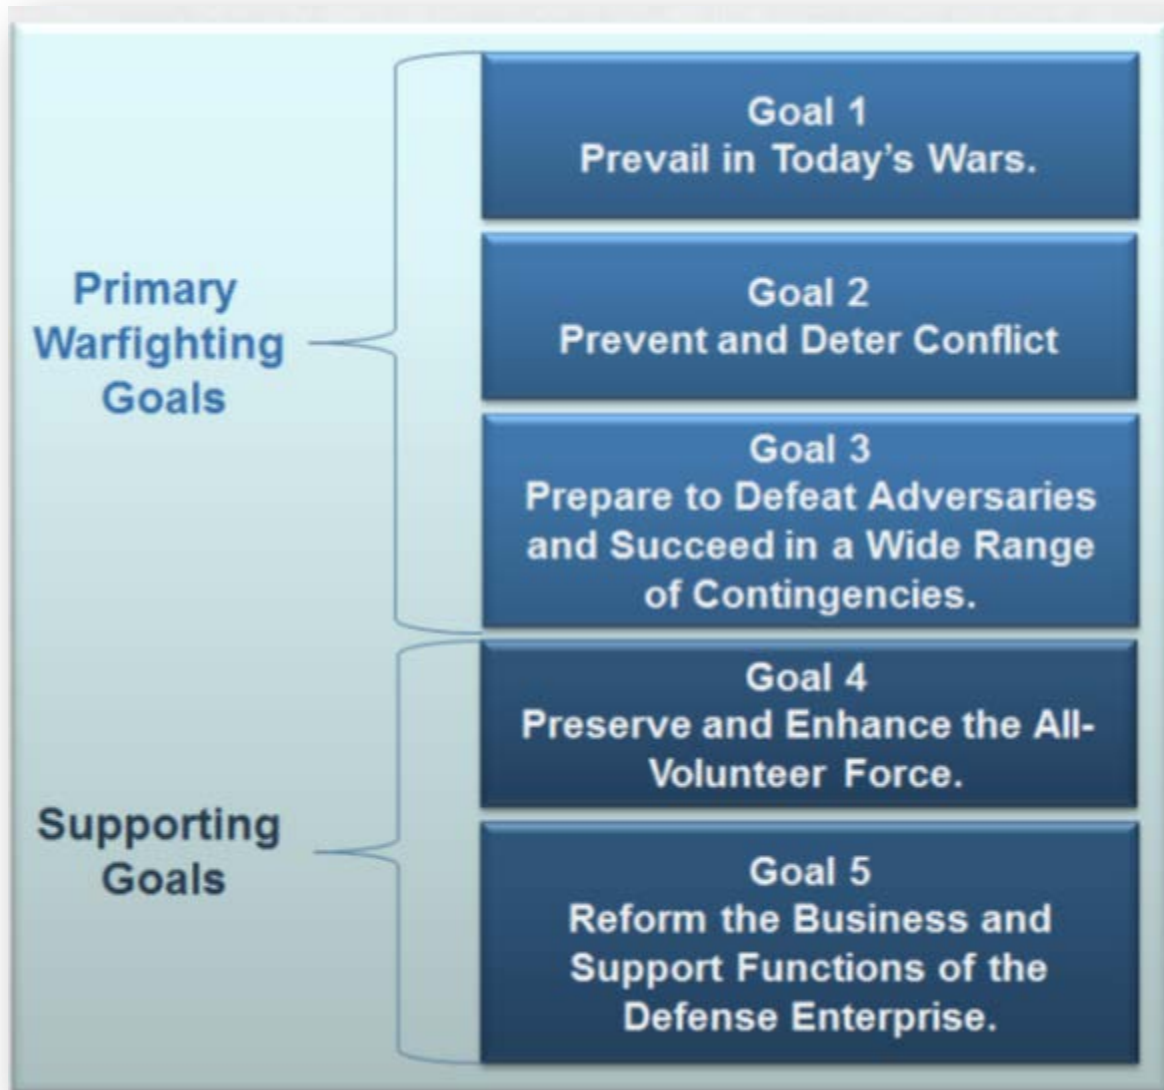 Primary
Warfighting
Goals
Goal 1
Prevail in Today’s Wars.
Goal 2
Prevent and Deter Conflict
Goal 3
Prepare to Defeat Adversaries
and Succeed in a Wide Range
of Contingencies.
Supporting
Goals
Goal 4
Preserve and Enhance the All-
Volunteer Force.
Goal 5
Reform the Business and
Support Functions of the
Defense Enterprise.